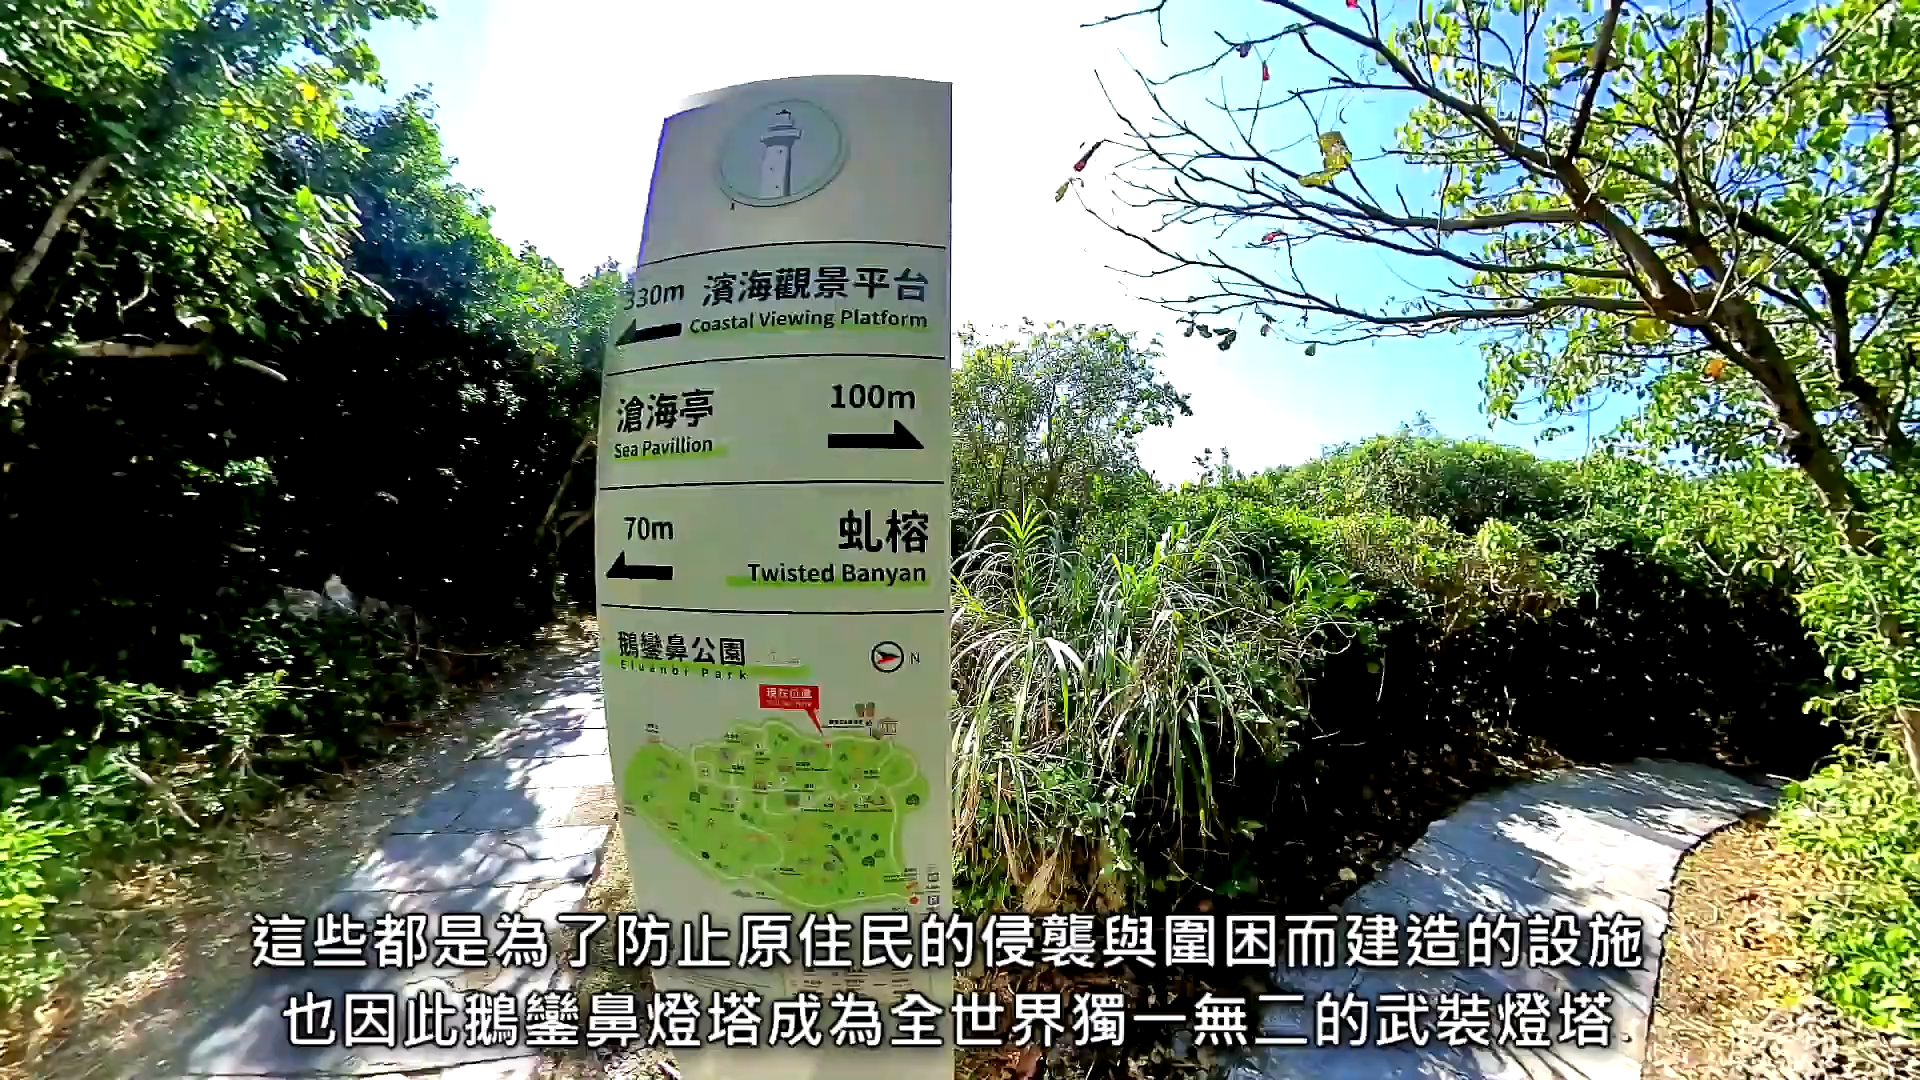 330m 濱海觀景平台
Coastal Viewing Platform
滄海亭 100m
Sea Pavillion
70m 虬榕
Twisted Banyan
鵝鑾鼻公園
Eluanbi Park
N
現在位置
這些都是為了防止原住民的侵襲與圍困而建造的設施
也因此鵝鑾鼻燈塔成為全世界獨一無二的武裝燈塔